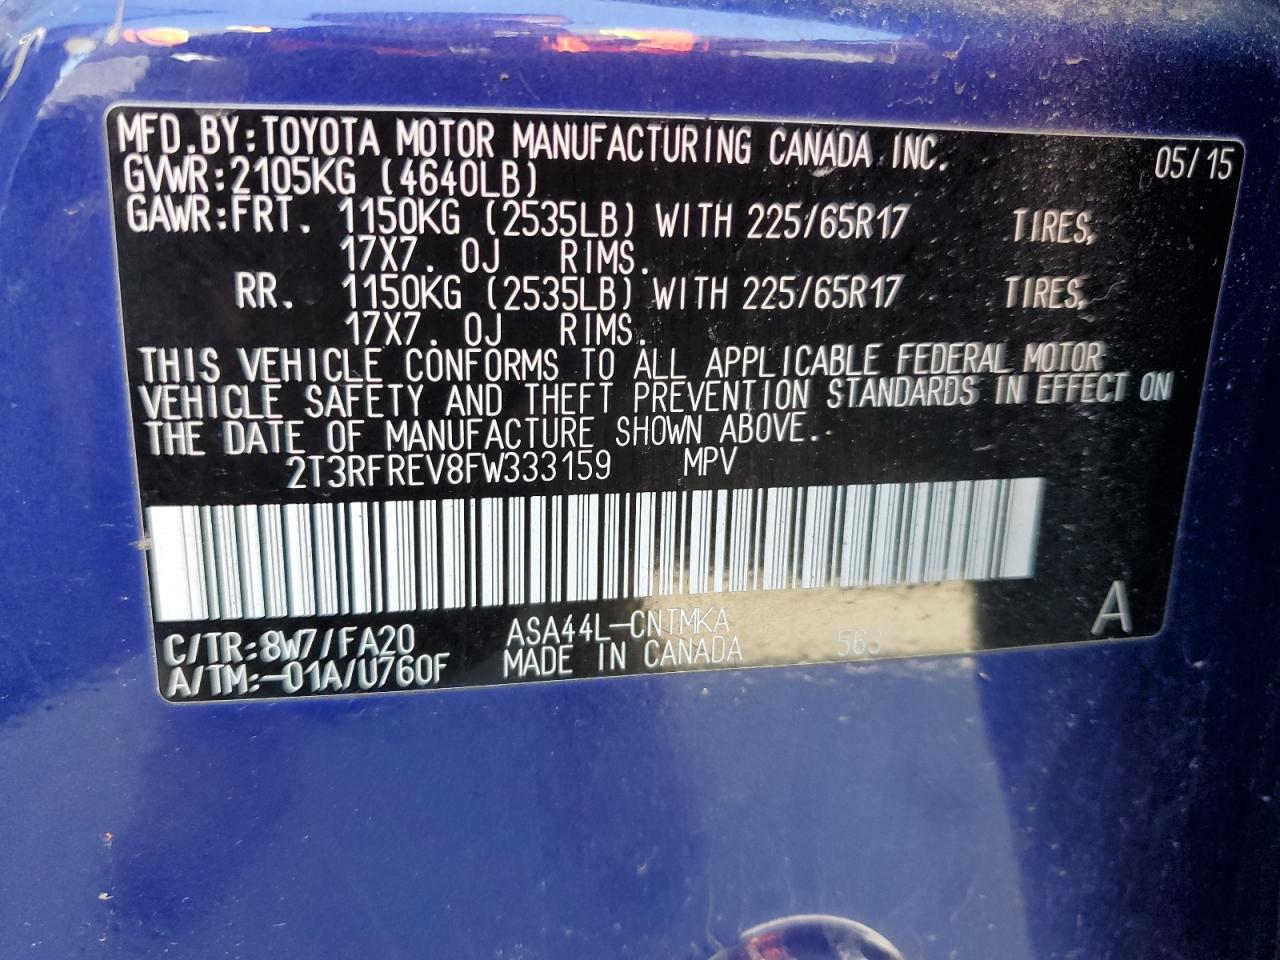 MFD.BY:TOYOTA MOTOR MANUFACTURING CANADA INC. 05/15
GVWR:2105KG (4640LB)
GAWR:FRT. 1150KG (2535LB) WITH 225/65R17 TIRES,
17X7.0J RIMS.
RR. 1150KG (2535LB) WITH 225/65R17 TIRES,
17X7.0J RIMS.
THIS VEHICLE CONFORMS TO ALL APPLICABLE FEDERAL MOTOR
VEHICLE SAFETY AND THEFT PREVENTION STANDARDS IN EFFECT ON
THE DATE OF MANUFACTURE SHOWN ABOVE.
2T3RFREV8FW333159 MPV
A
C/TR:8W7/FA20 ASA44L-CNTMKA
A/TM:-01A/U760F MADE IN CANADA 563